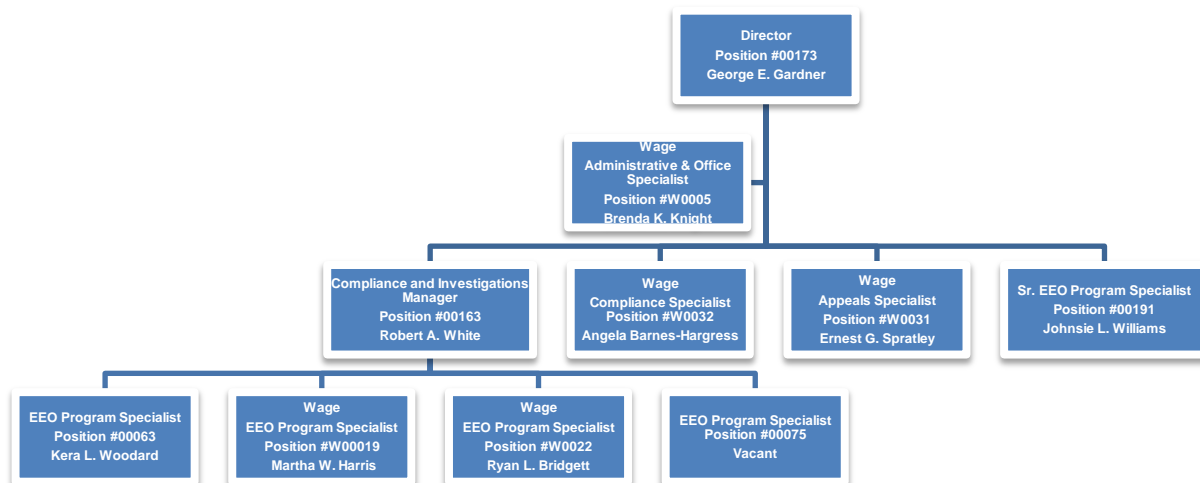 Director
Position #00173
George E. Gardner
Wage
Administrative & Office
Specialist
Position #W0005
Brenda K. Knight
Compliance and Investigations
Manager
Position #00163
Robert A. White
Wage
Compliance Specialist
Position #W0032
Angela Barnes-Hargress
Wage
Appeals Specialist
Position #W0031
Ernest G. Spratley
Sr. EEO Program Specialist
Position #00191
Johnsie L. Williams
EEO Program Specialist
Position #00063
Kera L. Woodard
Wage
EEO Program Specialist
Position #W00019
Martha W. Harris
Wage
EEO Program Specialist
Position #W0022
Ryan L. Bridgett
EEO Program Specialist
Position #00075
Vacant